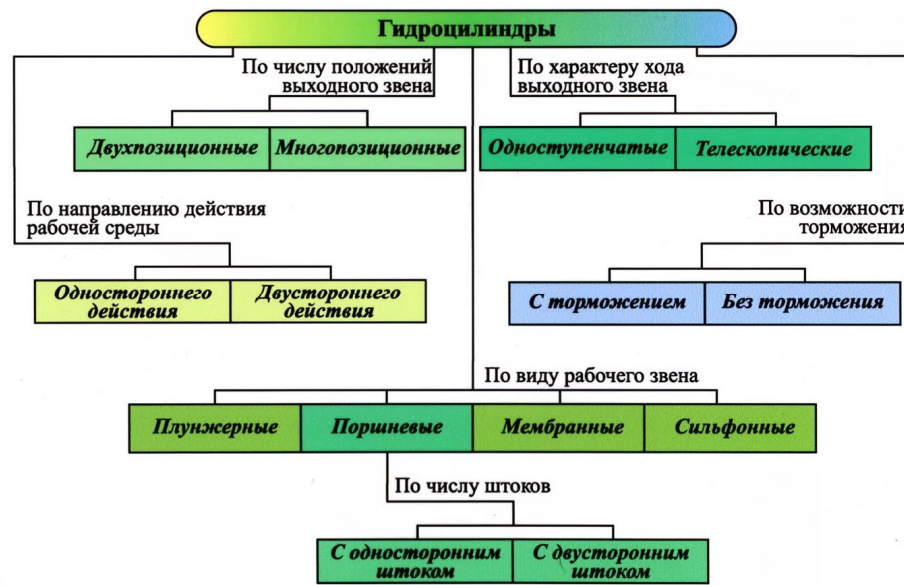 Гидроцилиндры
По числу положений
выходного звена
По характеру хода
выходного звена
Двухпозиционные
Многопозиционные
Одноступенчатые
Телескопические
По направлению действия
рабочей среды
По возможности
торможения
Одностороннего
действия
Двустороннего
действия
С торможением
Без торможения
По виду рабочего звена
Плунжерные
Поршневые
Мембранные
Сильфонные
По числу штоков
С односторонним
штоком
С двусторонним
штоком